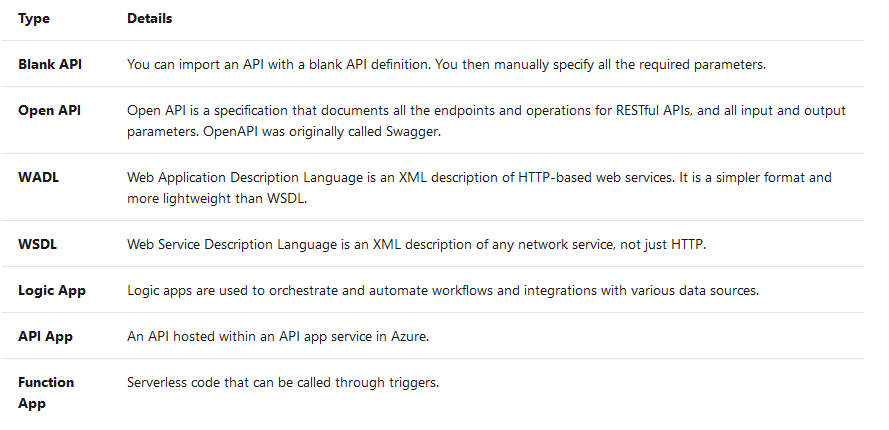 Type Details
Blank API You can import an API with a blank API definition. You then manually specify all the required parameters.
Open API Open API is a specification that documents all the endpoints and operations for RESTful APIs, and all input and output
parameters. OpenAPI was originally called Swagger.
WADL Web Application Description Language is an XML description of HTTP-based web services. It is a simpler format and
more lightweight than WSDL.
WSDL Web Service Description Language is an XML description of any network service, not just HTTP.
Logic App Logic apps are used to orchestrate and automate workflows and integrations with various data sources.
API App An API hosted within an API app service in Azure.
Function Serverless code that can be called through triggers.
App